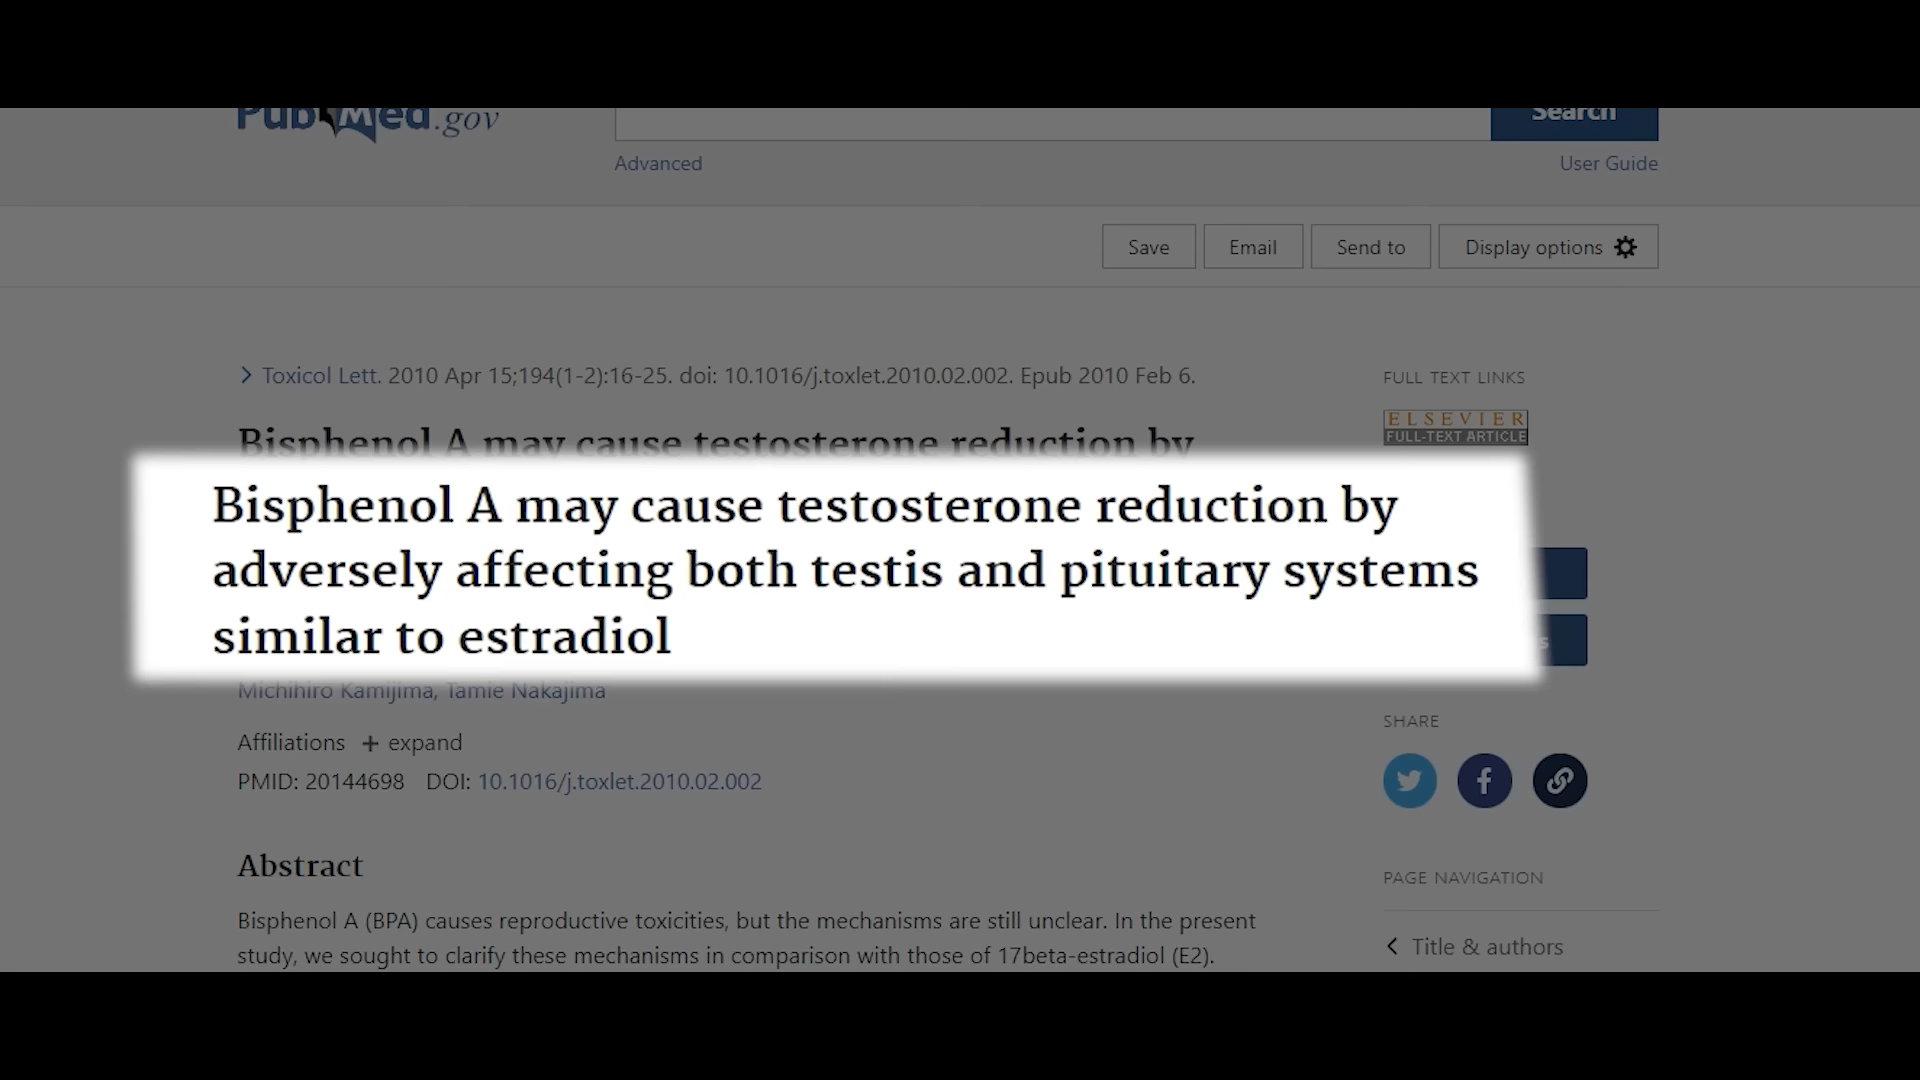 PubMed.gov
Search
Advanced
User Guide
Save
Email
Send to
Display options
Toxicol Lett. 2010 Apr 15;194(1-2):16-25. doi: 10.1016/j.toxlet.2010.02.002. Epub 2010 Feb 6.
FULL TEXT LINKS
ELSEVIER
FULL-TEXT ARTICLE
Bisphenol A may cause testosterone reduction by
Bisphenol A may cause testosterone reduction by
adversely affecting both testis and pituitary systems
similar to estradiol
Michihiro Kamijima, Tamie Nakajima
Affiliations + expand
PMID: 20144698 DOI: 10.1016/j.toxlet.2010.02.002
SHARE
Abstract
PAGE NAVIGATION
Bisphenol A (BPA) causes reproductive toxicities, but the mechanisms are still unclear. In the present
study, we sought to clarify these mechanisms in comparison with those of 17beta-estradiol (E2).
Title & authors